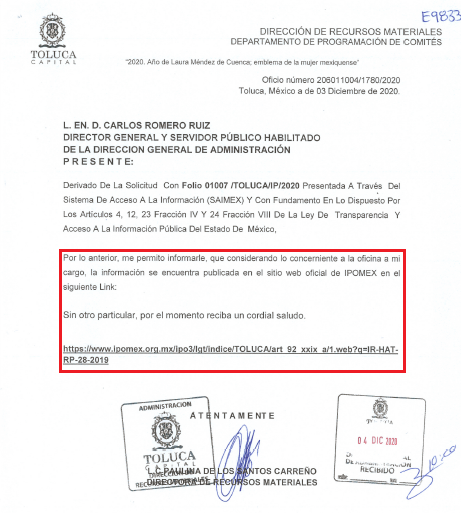 E9833
TOLUCA
CAPITAL
DIRECCIÓN DE RECURSOS MATERIALES
DEPARTAMENTO DE PROGRAMACIÓN DE COMITÉS
"2020. Año de Laura Méndez de Cuenca; emblema de la mujer mexiquense"
Oficio número 206011004/1780/2020
Toluca, México a de 03 Diciembre de 2020.
L. EN. D. CARLOS ROMERO RUIZ
DIRECTOR GENERAL Y SERVIDOR PÚBLICO HABILITADO
DE LA DIRECCION GENERAL DE ADMINISTRACIÓN
P R E S E N T E:
Derivado De La Solicitud Con Folio 01007 /TOLUCA/IP/2020 Presentada A Través Del
Sistema De Acceso A La Información (SAIMEX) Y Con Fundamento En Lo Dispuesto Por
Los Artículos 4, 12, 23 Fracción IV Y 24 Fracción VIII De La Ley De Transparencia Y
Acceso A La Información Pública Del Estado De México,
Por lo anterior, me permito informarle, que considerando lo concerniente a la oficina a mi
cargo, la información se encuentra publicada en el sitio web oficial de IPOMEX en el
siguiente Link:
Sin otro particular, por el momento reciba un cordial saludo.
https://www.ipomex.org.mx/ipo3/lgt/indice/TOLUCA/art_92_xxix_a/1.web?q=IR-HAT-
RP-28-2019
ADMINISTRACION
A T E N T A M E N T E
TOLUCA
CAPITAL
TOLUCA
04 DIC 2020
RECIBIDO
10:00
PAULINA DE LOS SANTOS CARREÑO
DIRECTORA DE RECURSOS MATERIALES